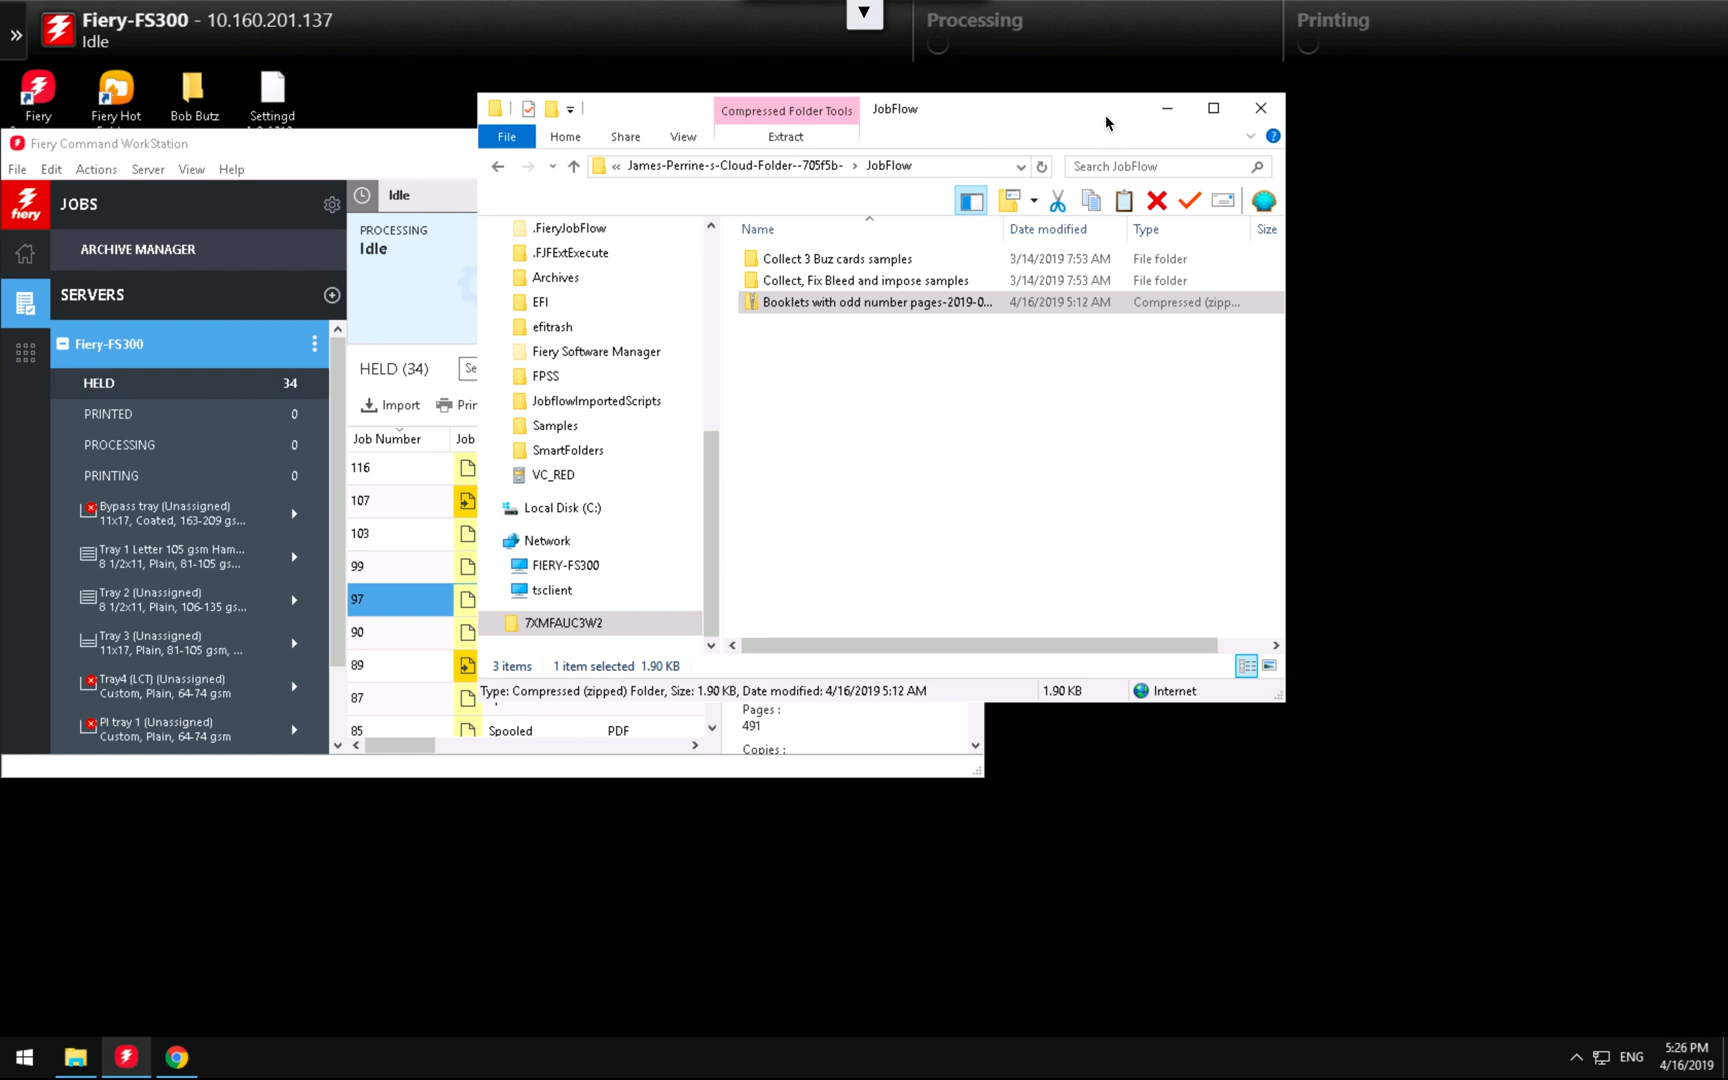 Fiery-FS300 - 10.160.201.137
Idle
Processing
Printing
Fiery
Fiery Hot
Bob Butz
Settingd
Fiery Command WorkStation
File Edit Actions Server View Help
fiery
JOBS
ARCHIVE MANAGER
SERVERS
Fiery-FS300
HELD 34
PRINTED 0
PROCESSING 0
PRINTING 0
Bypass tray (Unassigned)
11x17, Coated, 163-209 gs...
Tray 1 Letter 105 gsm Ham...
8 1/2x11, Plain, 81-105 gs...
Tray 2 (Unassigned)
8 1/2x11, Plain, 106-135 gs...
Tray 3 (Unassigned)
11x17, Plain, 81-105 gsm, ...
Tray4 (LCT) (Unassigned)
Custom, Plain, 64-74 gsm
PI tray 1 (Unassigned)
Custom, Plain, 64-74 gsm
Idle
PROCESSING
Idle
HELD (34) Se
Import Prin
Job Number Job
116
107
103
99
97
90
89
87
85 Spooled PDF
Pages :
491
Copies :
Compressed Folder Tools JobFlow
File Home Share View Extract
« James-Perrine-s-Cloud-Folder--705f5b- > JobFlow
Search JobFlow
.FieryJobFlow
.FJFExtExecute
Archives
EFI
efitrash
Fiery Software Manager
FPSS
JobflowImportedScripts
Samples
SmartFolders
VC_RED
Local Disk (C:)
Network
FIERY-FS300
tsclient
7XMFAUC3W2
Name Date modified Type Size
Collect 3 Buz cards samples 3/14/2019 7:53 AM File folder
Collect, Fix Bleed and impose samples 3/14/2019 7:53 AM File folder
Booklets with odd number pages-2019-0... 4/16/2019 5:12 AM Compressed (zipp...
3 items 1 item selected 1.90 KB
Type: Compressed (zipped) Folder, Size: 1.90 KB, Date modified: 4/16/2019 5:12 AM 1.90 KB Internet
ENG
5:26 PM
4/16/2019